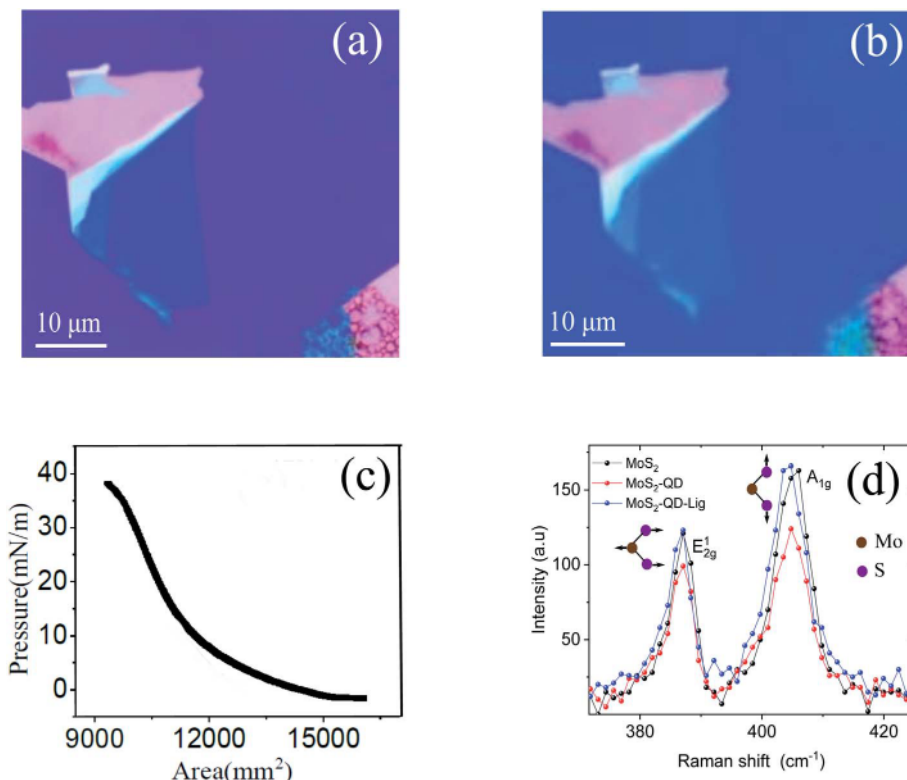 (a)
10 μm
(b)
10 μm
(c)
Pressure(mN/m)
40
30
20
10
0
9000 12000 15000
Area(mm²)
(d)
MoS₂
MoS₂-QD
MoS₂-QD-Lig
A₁g
E¹₂g
Mo
S
Intensity (a.u)
150
100
50
380 400 420
Raman shift (cm⁻¹)